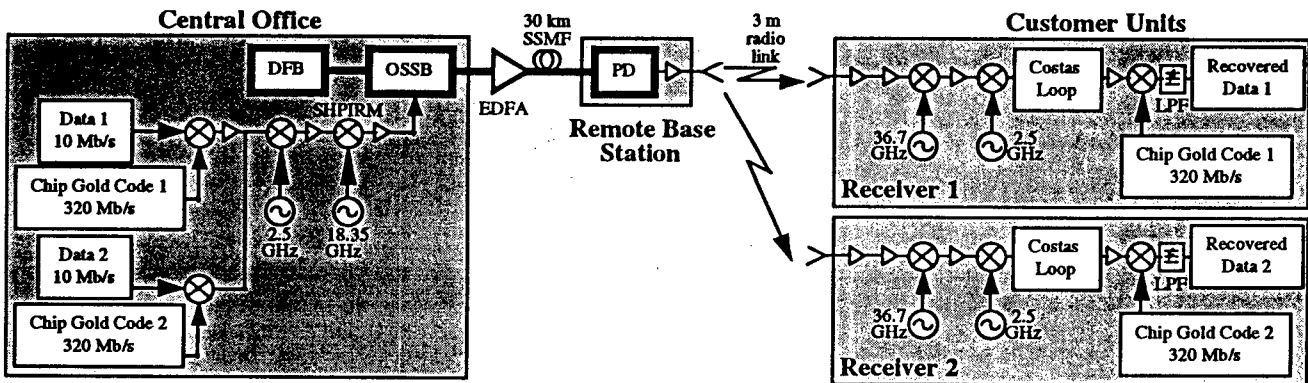 Central Office
DFB
OSSB
SHPIRM
Data 1
10 Mb/s
Chip Gold Code 1
320 Mb/s
2.5
GHz
18.35
GHz
Data 2
10 Mb/s
Chip Gold Code 2
320 Mb/s
EDFA
30 km
SSMF
PD
Remote Base
Station
3 m
radio
link
Customer Units
Costas
Loop
LPF
Recovered
Data 1
36.7
GHz
2.5
GHz
Chip Gold Code 1
320 Mb/s
Receiver 1
Costas
Loop
LPF
Recovered
Data 2
36.7
GHz
2.5
GHz
Chip Gold Code 2
320 Mb/s
Receiver 2